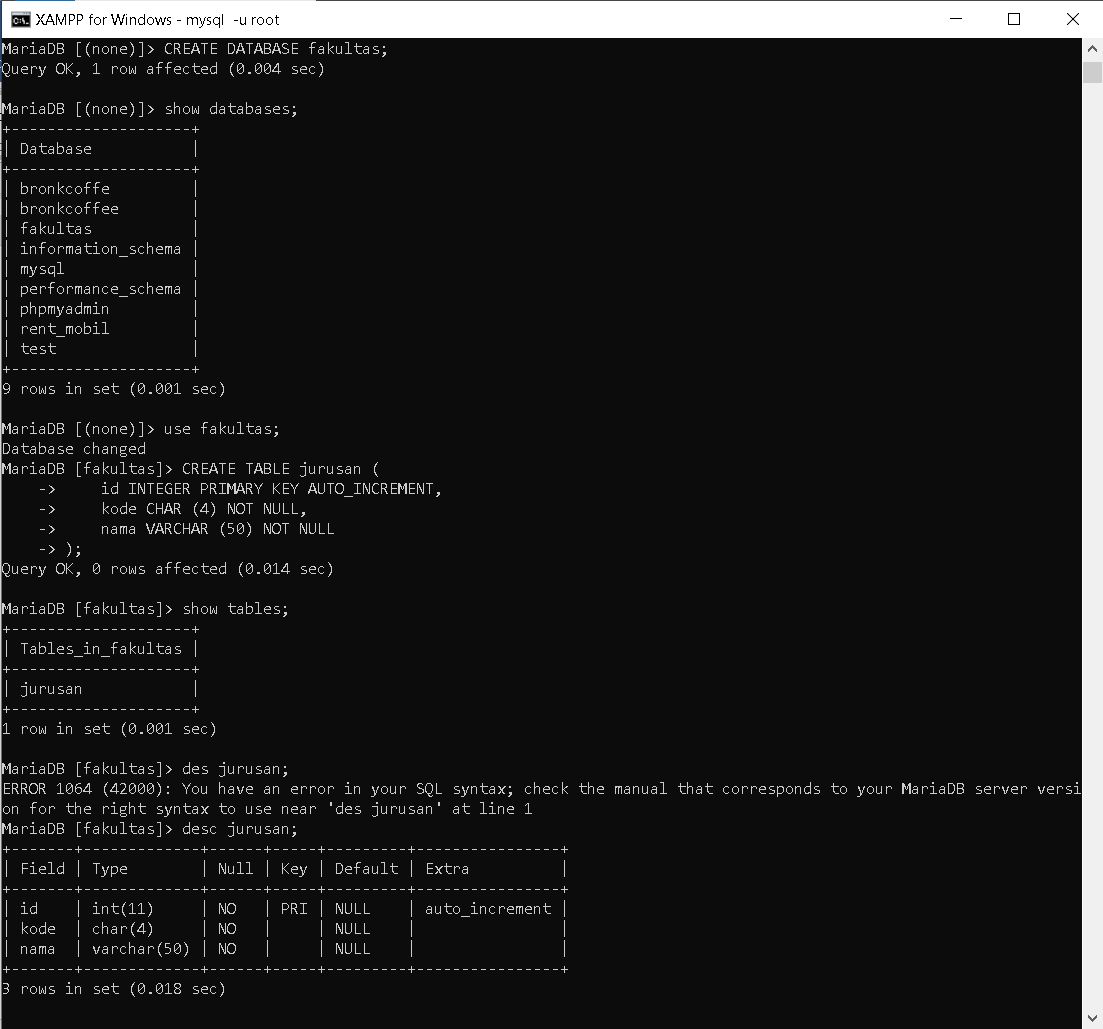 XAMPP for Windows - mysql  -u root
MariaDB [(none)]> CREATE DATABASE fakultas;
Query OK, 1 row affected (0.004 sec)

MariaDB [(none)]> show databases;
+--------------------+
| Database           |
+--------------------+
| bronkcoffe         |
| bronkcoffee        |
| fakultas           |
| information_schema |
| mysql              |
| performance_schema |
| phpmyadmin         |
| rent_mobil         |
| test               |
+--------------------+
9 rows in set (0.001 sec)

MariaDB [(none)]> use fakultas;
Database changed
MariaDB [fakultas]> CREATE TABLE jurusan (
    ->     id INTEGER PRIMARY KEY AUTO_INCREMENT,
    ->     kode CHAR (4) NOT NULL,
    ->     nama VARCHAR (50) NOT NULL
    -> );
Query OK, 0 rows affected (0.014 sec)

MariaDB [fakultas]> show tables;
+--------------------+
| Tables_in_fakultas |
+--------------------+
| jurusan            |
+--------------------+
1 row in set (0.001 sec)

MariaDB [fakultas]> des jurusan;
ERROR 1064 (42000): You have an error in your SQL syntax; check the manual that corresponds to your MariaDB server versi
on for the right syntax to use near 'des jurusan' at line 1
MariaDB [fakultas]> desc jurusan;
+-------+-------------+------+-----+---------+----------------+
| Field | Type        | Null | Key | Default | Extra          |
+-------+-------------+------+-----+---------+----------------+
| id    | int(11)     | NO   | PRI | NULL    | auto_increment |
| kode  | char(4)     | NO   |     | NULL    |                |
| nama  | varchar(50) | NO   |     | NULL    |                |
+-------+-------------+------+-----+---------+----------------+
3 rows in set (0.018 sec)